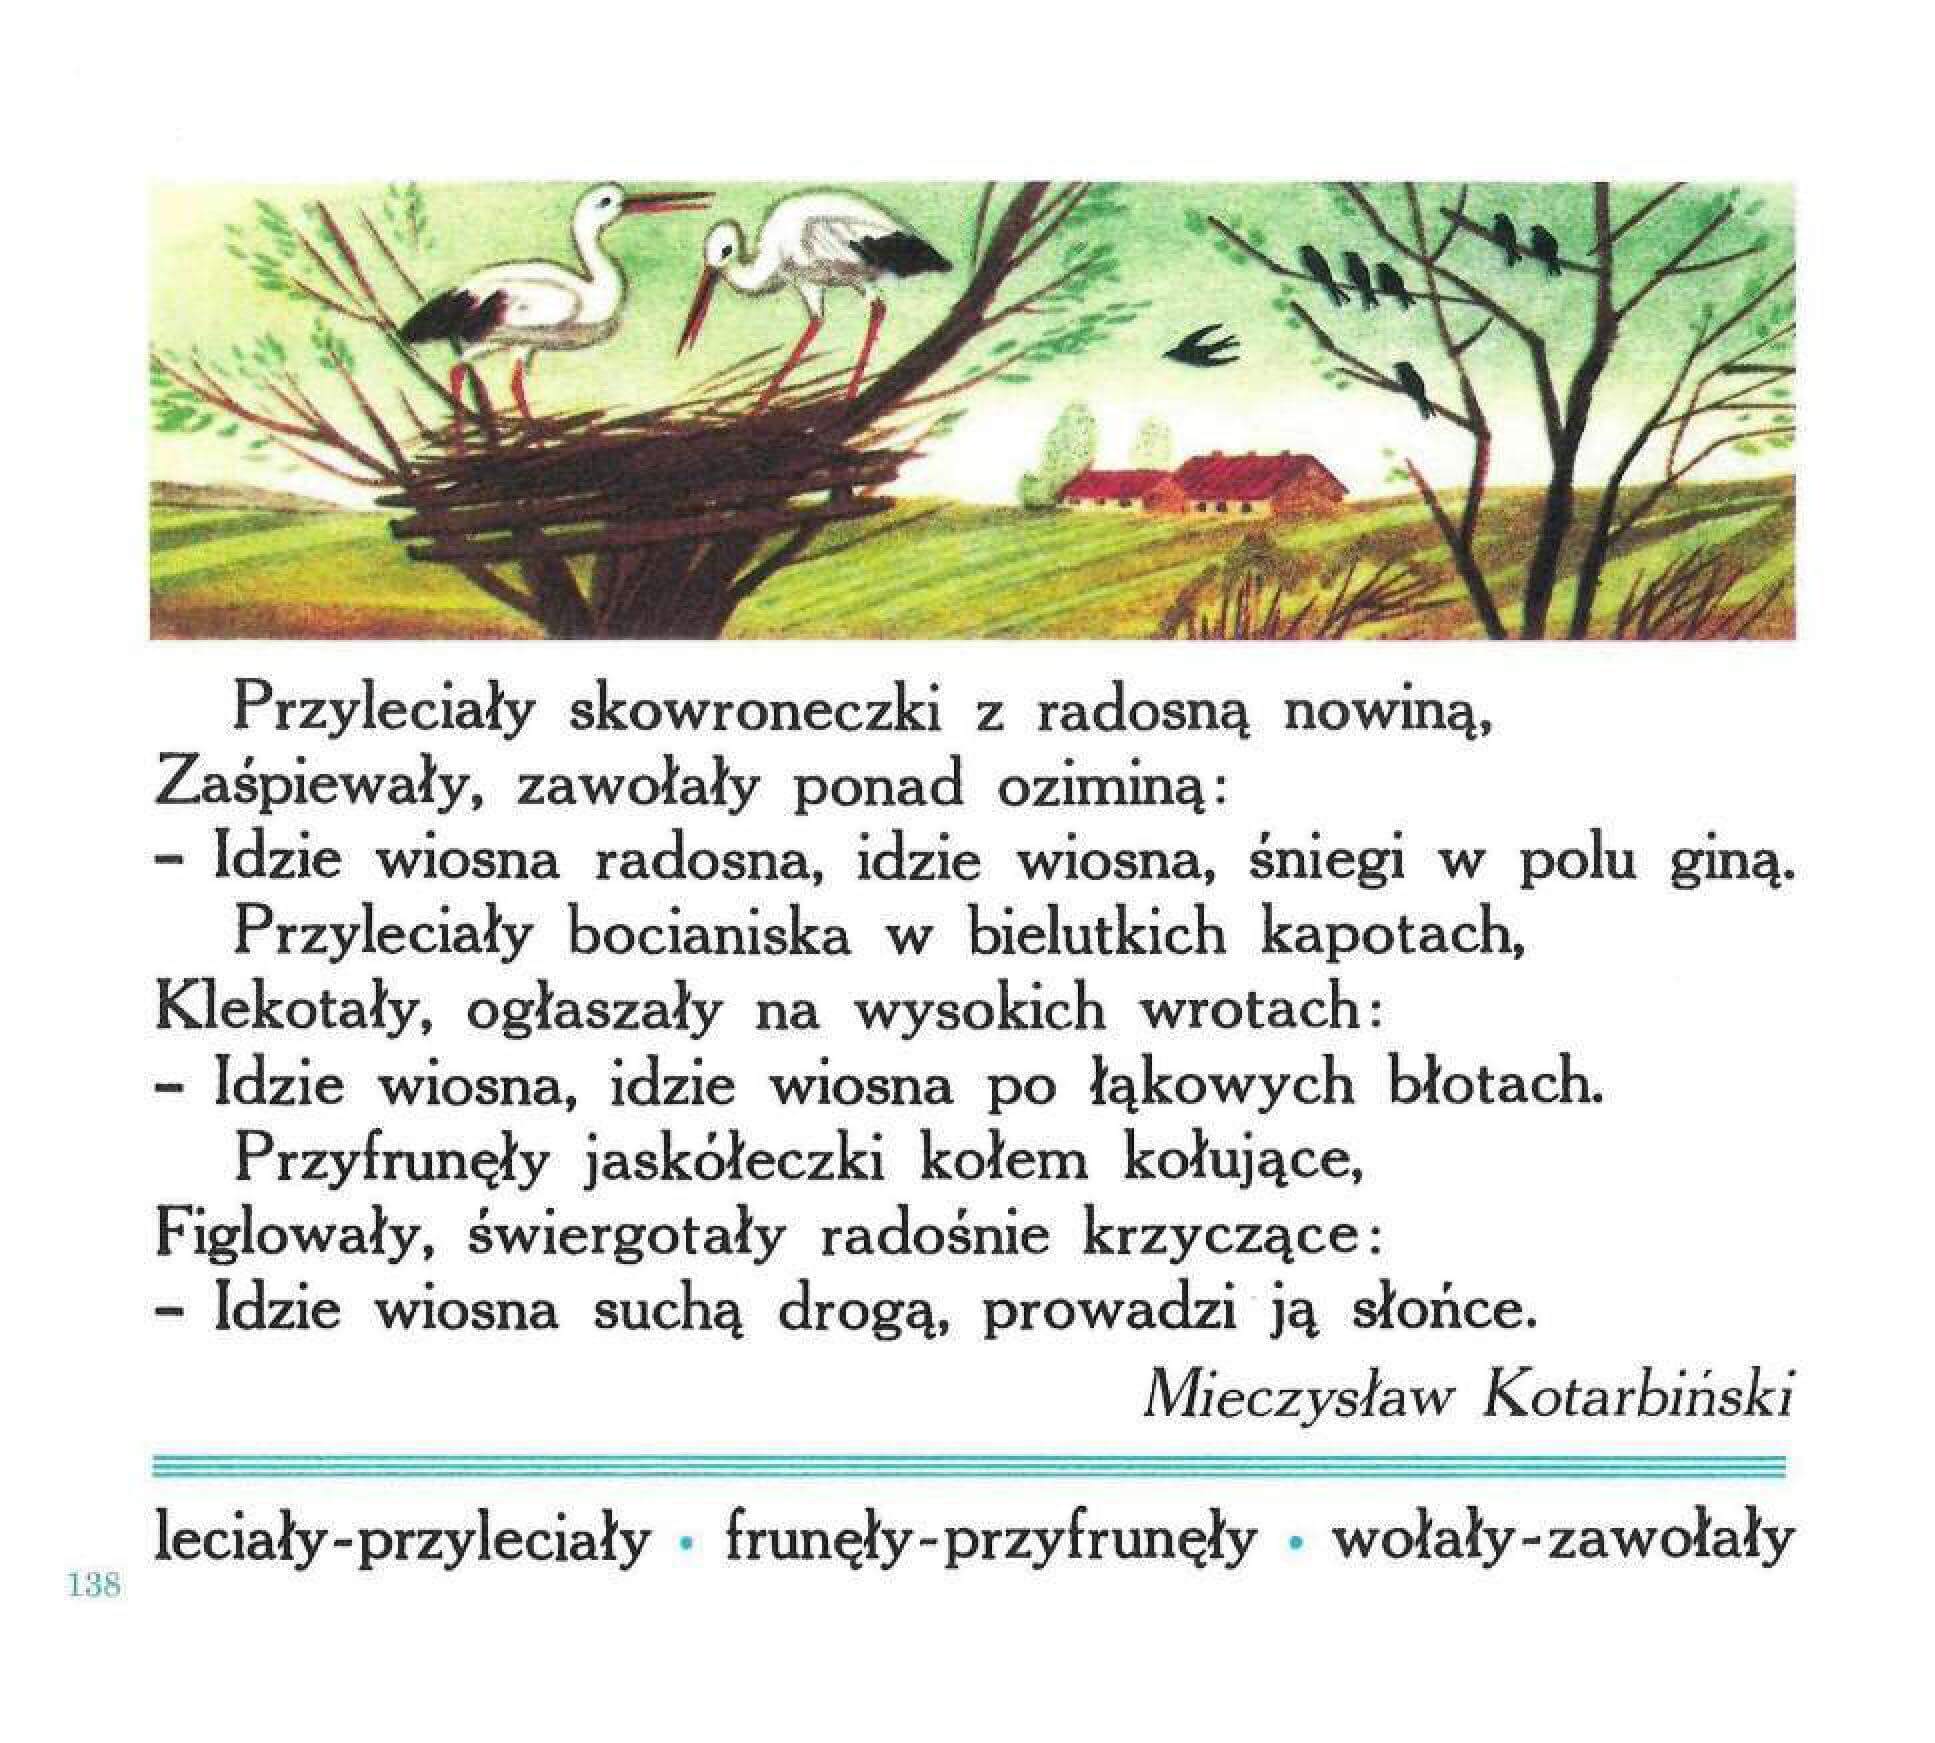 Przyleciały skowroneczki z radosną nowiną,
Zaśpiewały, zawołały ponad oziminą:
– Idzie wiosna radosna, idzie wiosna, śniegi w polu giną.
Przyleciały bocianiska w bielutkich kapotach,
Klekotały, ogłaszały na wysokich wrotach:
– Idzie wiosna, idzie wiosna po łąkowych błotach.
Przyfrunęły jaskółeczki kołem kołujące,
Figlowały, świergotały radośnie krzyczące:
– Idzie wiosna suchą drogą, prowadzi ją słońce.
Mieczysław Kotarbiński
leciały-przyleciały • frunęły-przyfrunęły • wołały-zawołały
138